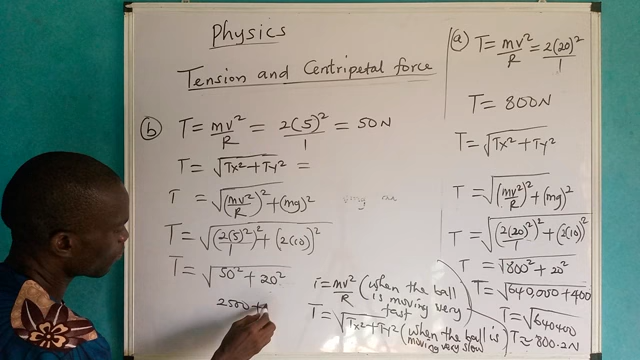 Physics
Tension and Centripetal force
(a) T = mv²/R = 2(20)²/1
T = 800N
T = √Tx² + Ty²
T = √(mv²/R)² + (mg)²
T = √(2(20)²/1)² + (2(10))²
T = √800² + 20²
T = √640,000 + 400
T = √640400
T ≈ 800.2N
(b) T = mv²/R = 2(5)²/1 = 50N
T = √Tx² + Ty² =
T = √(mv²/R)² + (mg)²
T = √(2(5)²/1)² + (2(10))²
T = √50² + 20²
2500 +
T = mv²/R (when the ball
is moving very
fast
T = √Tx² + Ty² (when the ball is
moving very slow